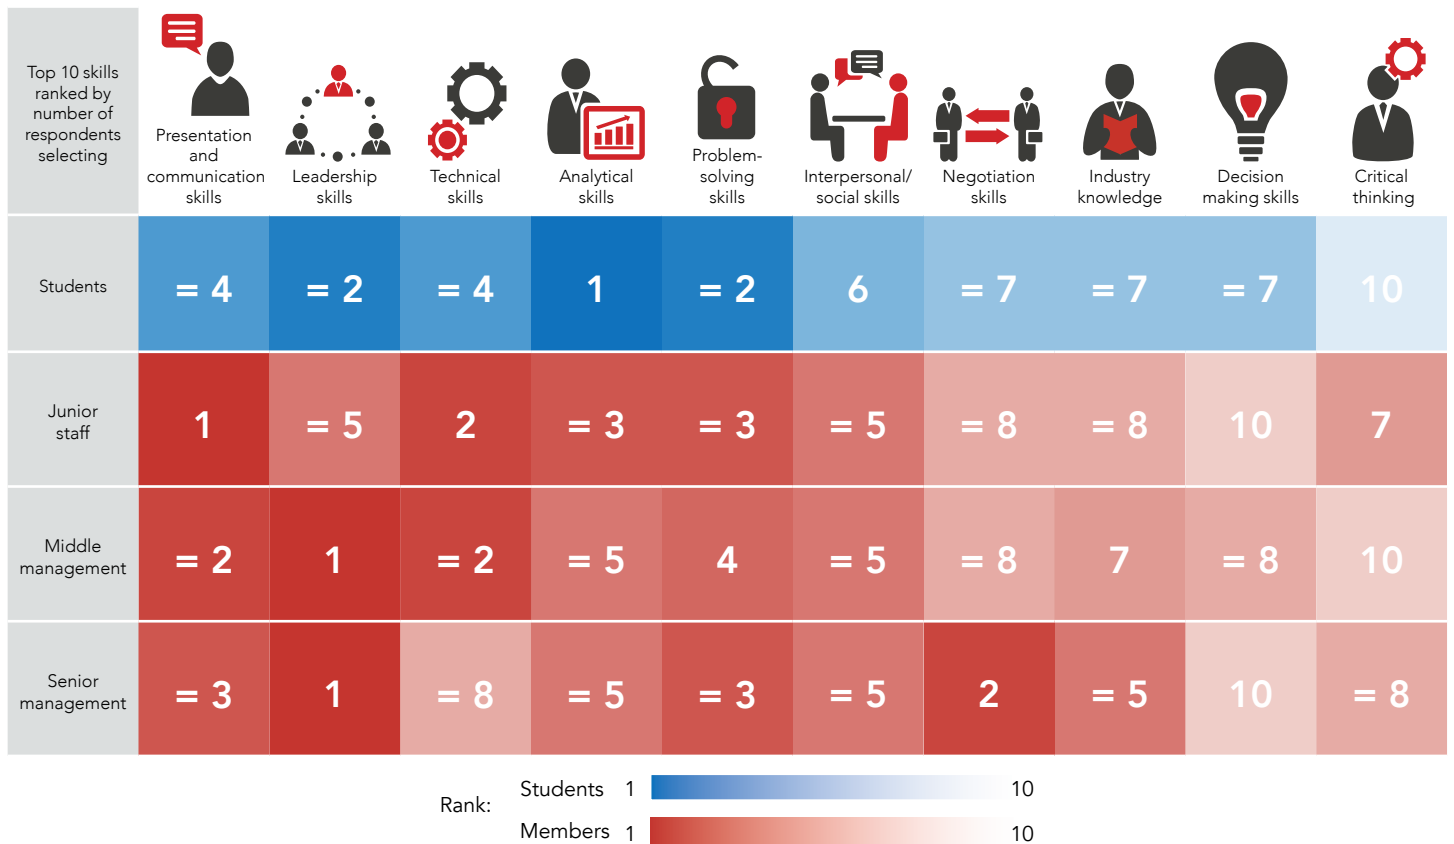 Top 10 skills
ranked by
number of
respondents
selecting
Presentation
and
communication
skills
Leadership
skills
Technical
skills
Analytical
skills
Problem-
solving
skills
Interpersonal/
social skills
Negotiation
skills
Industry
knowledge
Decision
making skills
Critical
thinking
Students
= 4 = 2 = 4 1 = 2 6 = 7 = 7 = 7 10
Junior
staff
1 = 5 2 = 3 = 3 = 5 = 8 = 8 10 7
Middle
management
= 2 1 = 2 = 5 4 = 5 = 8 7 = 8 10
Senior
management
= 3 1 = 8 = 5 = 3 = 5 2 = 5 10 = 8
Rank:
Students 1 10
Members 1 10